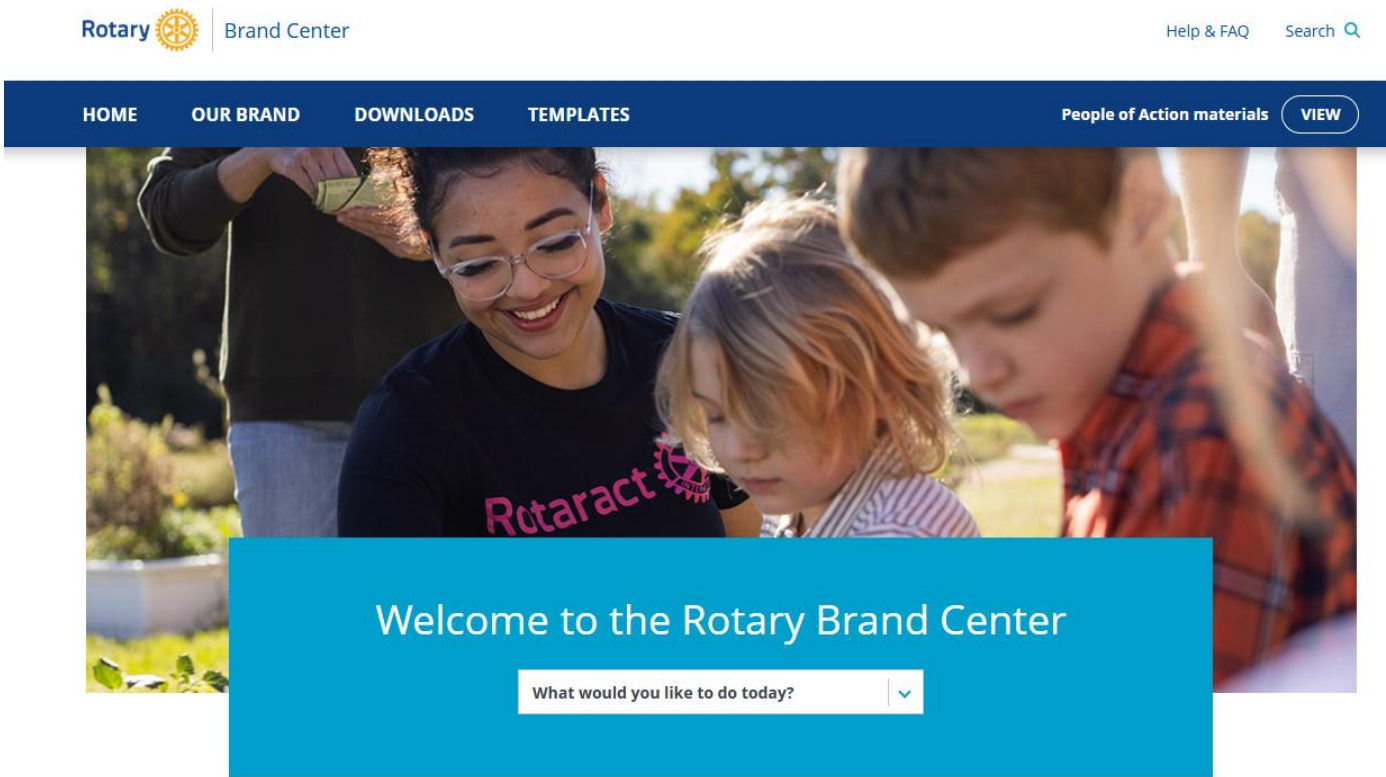 Rotary Brand Center Help & FAQ Search
HOME OUR BRAND DOWNLOADS TEMPLATES People of Action materials VIEW
Rotaract
Welcome to the Rotary Brand Center
What would you like to do today?